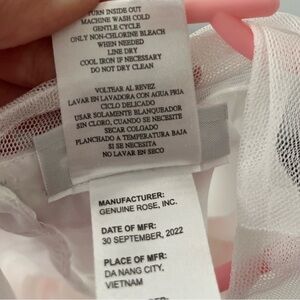 TURN INSIDE OUT
MACHINE WASH COLD
GENTLE CYCLE
ONLY NON-CHLORINE BLEACH
WHEN NEEDED
LINE DRY
COOL IRON IF NECESSARY
DO NOT DRY CLEAN
VOLTEAR AL REVEZ
LAVAR EN LAVADORA CON AGUA FRIA
CICLO DELICADO
USAR SOLAMENTE BLANQUEADOR
SIN CLORO, CUANDO SE NECESITE
SECAR COLGADO
PLANCHADO A TEMPERATURA BAJA
SI SE NECESITA
NO LAVAR EN SECO
MANUFACTURER:
GENUINE ROSE, INC.
DATE OF MFR:
30 SEPTEMBER, 2022
PLACE OF MFR:
DA NANG CITY,
VIETNAM